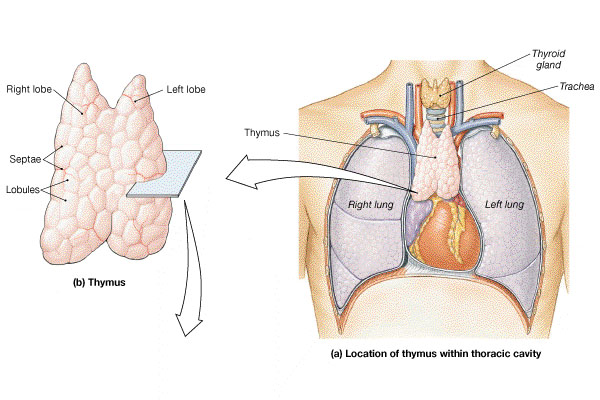 Right lobe
Left lobe
Septae
Lobules
(b) Thymus
Thyroid
gland
Trachea
Thymus
Right lung
Left lung
(a) Location of thymus within thoracic cavity